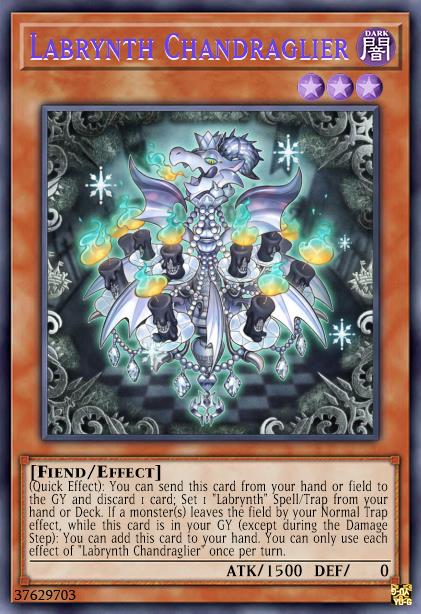 LABRYNTH CHANDRAGLIER
DARK
闇
[FIEND/EFFECT]
(Quick Effect): You can send this card from your hand or field to
the GY and discard 1 card; Set 1 "Labrynth" Spell/Trap from your
hand or Deck. If a monster(s) leaves the field by your Normal Trap
effect, while this card is in your GY (except during the Damage
Step): You can add this card to your hand. You can only use each
effect of "Labrynth Chandraglier" once per turn.
ATK/1500 DEF/ 0
37629703